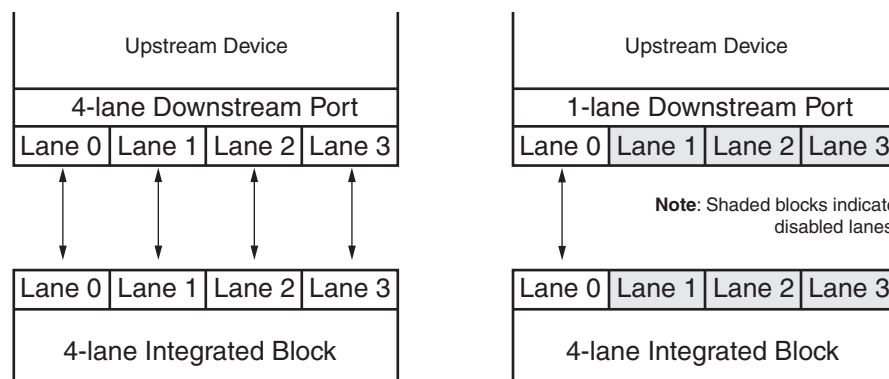 Upstream Device
4-lane Downstream Port
Lane 0 Lane 1 Lane 2 Lane 3
Lane 0 Lane 1 Lane 2 Lane 3
4-lane Integrated Block
Upstream Device
1-lane Downstream Port
Lane 0 Lane 1 Lane 2 Lane 3
Note: Shaded blocks indicate
disabled lanes
Lane 0 Lane 1 Lane 2 Lane 3
4-lane Integrated Block